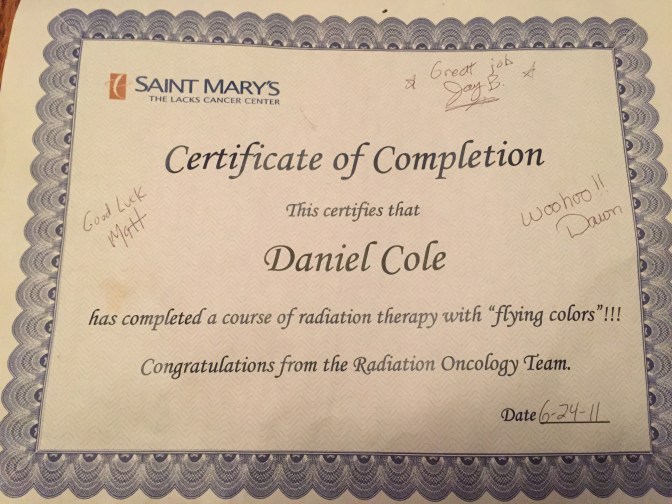 SAINT MARY'S
THE LACKS CANCER CENTER
Great job
Jay B.
Certificate of Completion
This certifies that
Good Luck
MgH
Woohoo!!
Dawn
Daniel Cole
has completed a course of radiation therapy with "flying colors"!!!
Congratulations from the Radiation Oncology Team.
Date 6-24-11